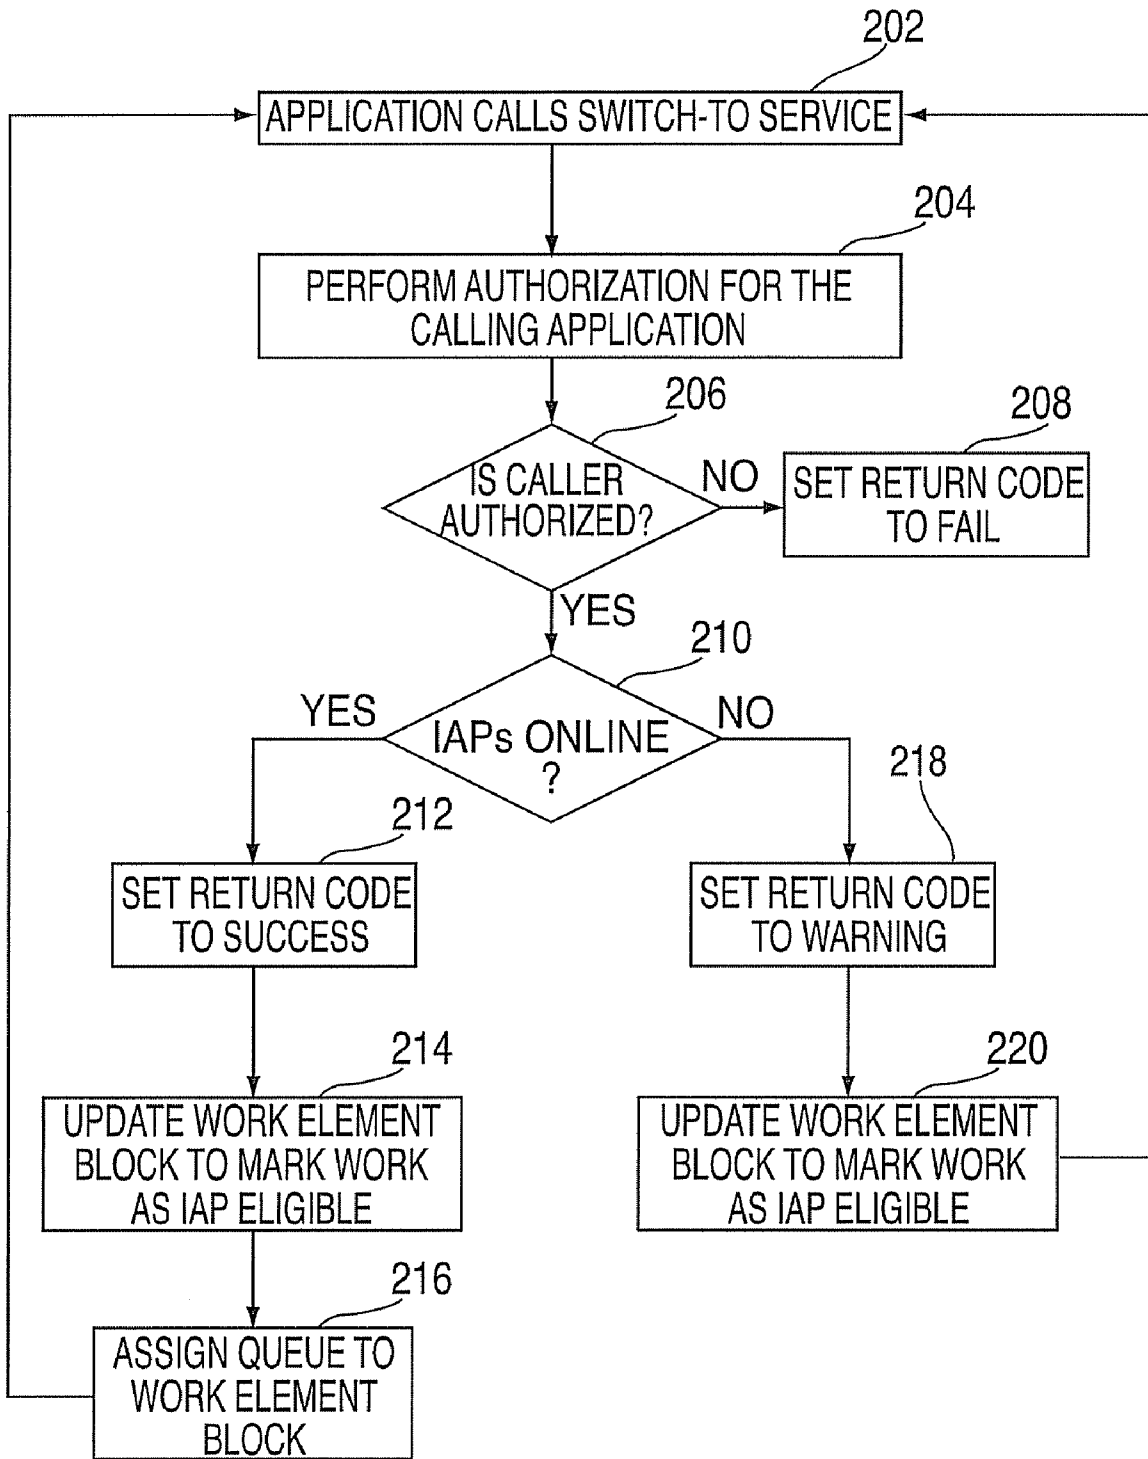 202
APPLICATION CALLS SWITCH-TO SERVICE
204
PERFORM AUTHORIZATION FOR THE
CALLING APPLICATION
206
IS CALLER
AUTHORIZED?
NO
208
SET RETURN CODE
TO FAIL
YES
210
IAPs ONLINE
?
YES
NO
212
SET RETURN CODE
TO SUCCESS
218
SET RETURN CODE
TO WARNING
214
UPDATE WORK ELEMENT
BLOCK TO MARK WORK
AS IAP ELIGIBLE
220
UPDATE WORK ELEMENT
BLOCK TO MARK WORK
AS IAP ELIGIBLE
216
ASSIGN QUEUE TO
WORK ELEMENT
BLOCK